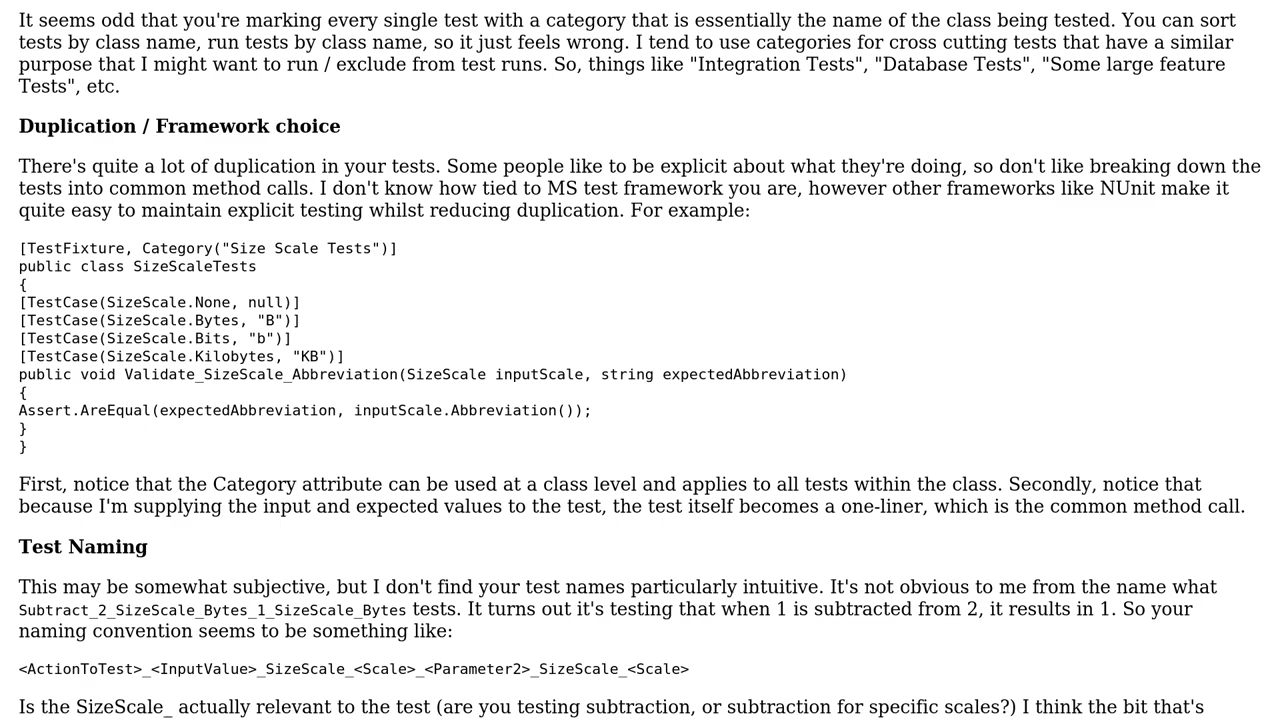 It seems odd that you're marking every single test with a category that is essentially the name of the class being tested. You can sort
tests by class name, run tests by class name, so it just feels wrong. I tend to use categories for cross cutting tests that have a similar
purpose that I might want to run / exclude from test runs. So, things like "Integration Tests", "Database Tests", "Some large feature
Tests", etc.
Duplication / Framework choice
There's quite a lot of duplication in your tests. Some people like to be explicit about what they're doing, so don't like breaking down the
tests into common method calls. I don't know how tied to MS test framework you are, however other frameworks like NUnit make it
quite easy to maintain explicit testing whilst reducing duplication. For example:
[TestFixture, Category("Size Scale Tests")]
public class SizeScaleTests
{
[TestCase(SizeScale.None, null)]
[TestCase(SizeScale.Bytes, "B")]
[TestCase(SizeScale.Bits, "b")]
[TestCase(SizeScale.Kilobytes, "KB")]
public void Validate_SizeScale_Abbreviation(SizeScale inputScale, string expectedAbbreviation)
{
Assert.AreEqual(expectedAbbreviation, inputScale.Abbreviation());
}
}
First, notice that the Category attribute can be used at a class level and applies to all tests within the class. Secondly, notice that
because I'm supplying the input and expected values to the test, the test itself becomes a one-liner, which is the common method call.
Test Naming
This may be somewhat subjective, but I don't find your test names particularly intuitive. It's not obvious to me from the name what
Subtract_2_SizeScale_Bytes_1_SizeScale_Bytes tests. It turns out it's testing that when 1 is subtracted from 2, it results in 1. So your
naming convention seems to be something like:
<ActionToTest>_<InputValue>_SizeScale_<Scale>_<Parameter2>_SizeScale_<Scale>
Is the SizeScale_ actually relevant to the test (are you testing subtraction, or subtraction for specific scales?) I think the bit that's